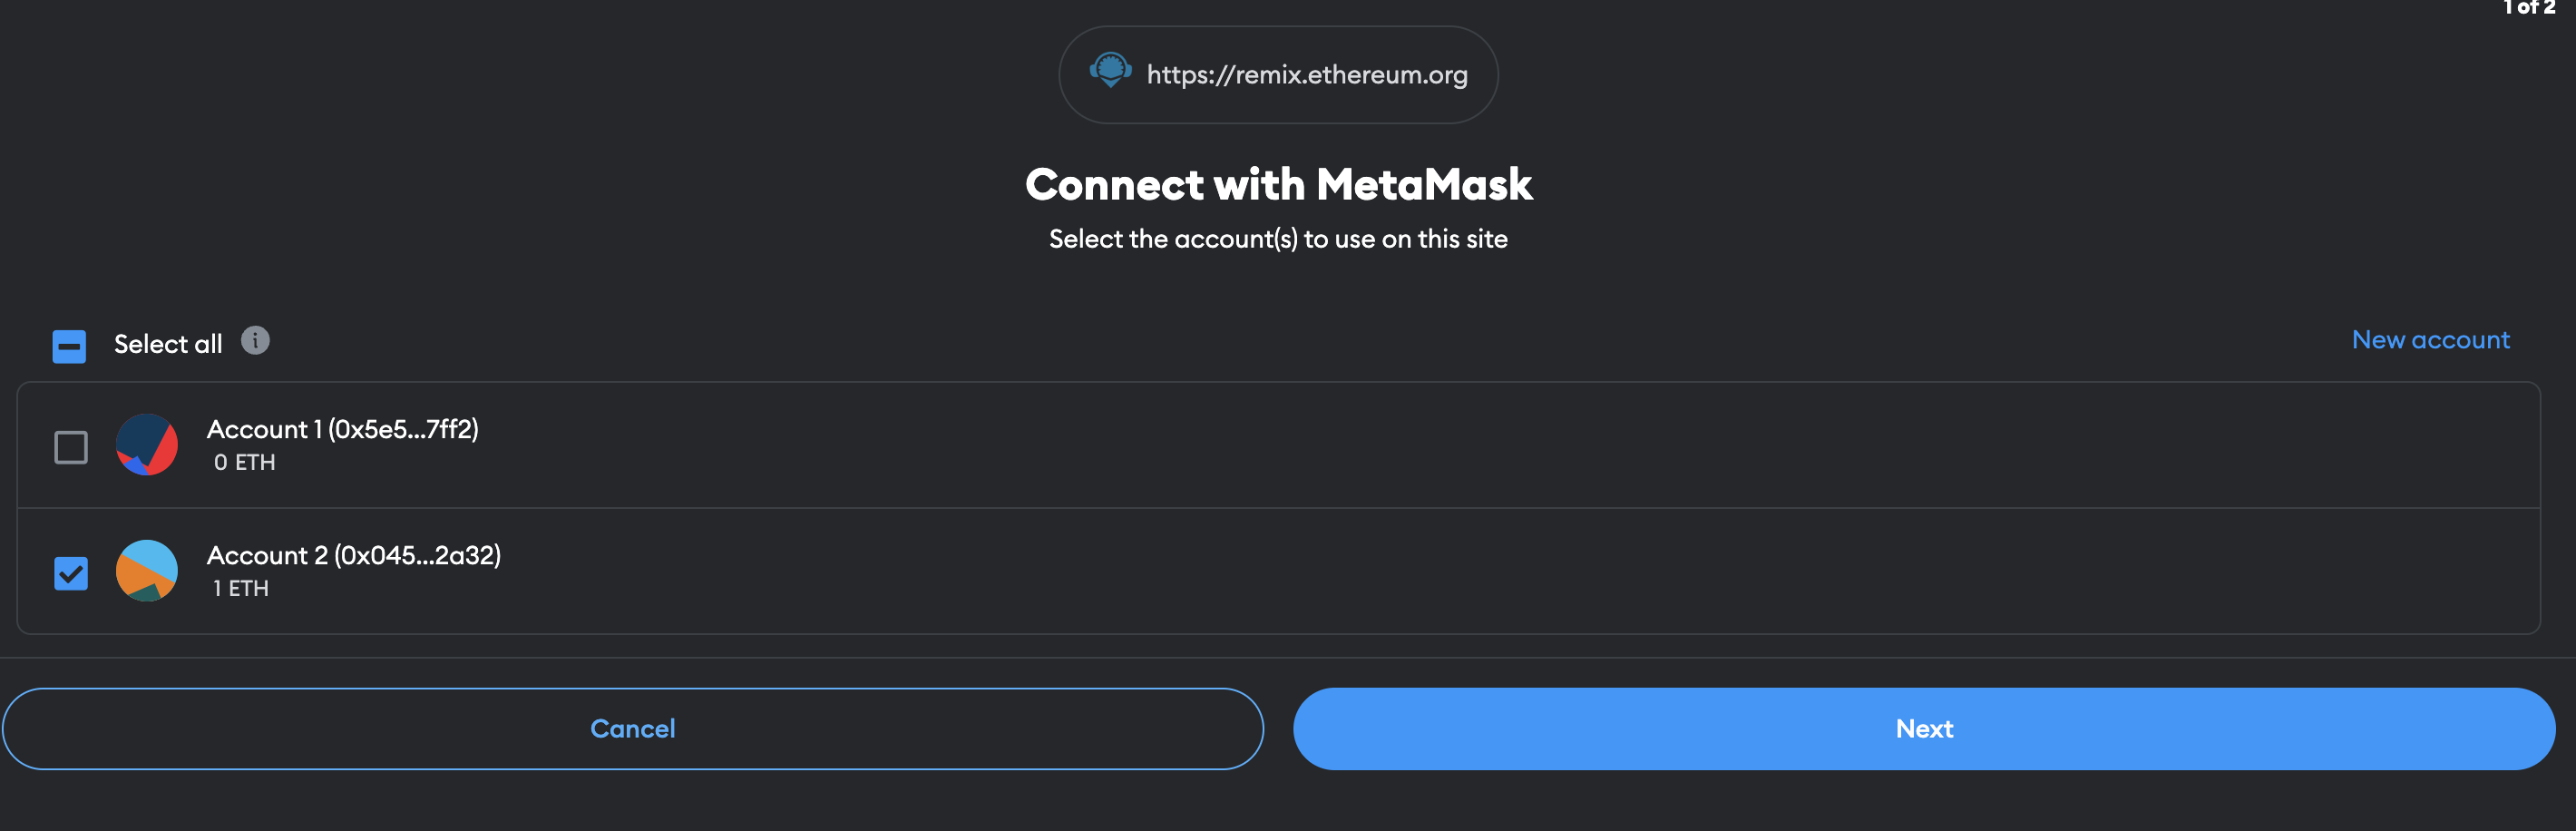 1 of 2
https://remix.ethereum.org
Connect with MetaMask
Select the account(s) to use on this site
Select all i
New account
Account 1 (0x5e5...7ff2)
0 ETH
Account 2 (0x045...2a32)
1 ETH
Cancel
Next